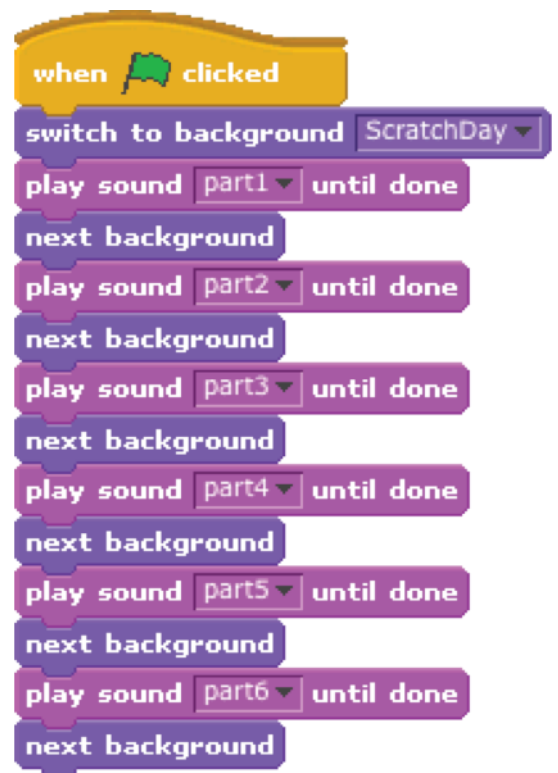 when clicked
switch to background ScratchDay
play sound part1 until done
next background
play sound part2 until done
next background
play sound part3 until done
next background
play sound part4 until done
next background
play sound part5 until done
next background
play sound part6 until done
next background